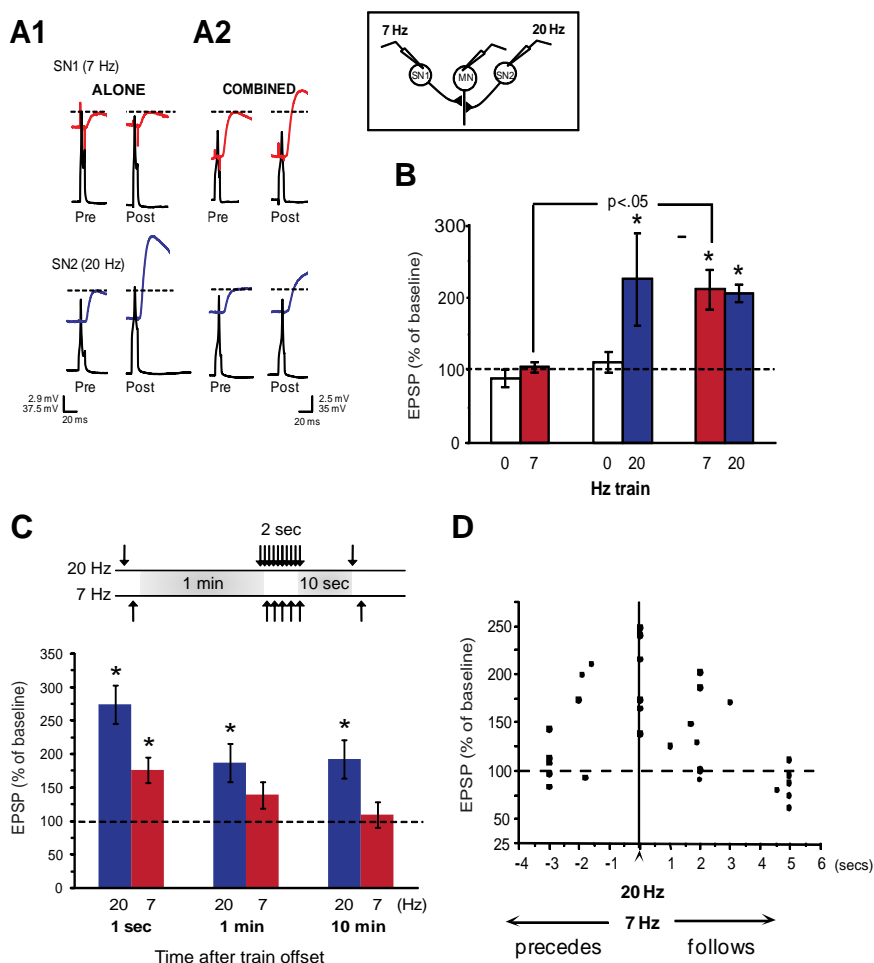 A1
A2
SN1 (7 Hz)
ALONE
COMBINED
Pre
Post
Pre
Post
SN2 (20 Hz)
Pre
Post
Pre
Post
2.9 mV
37.5 mV
20 ms
2.5 mV
35 mV
20 ms
7 Hz
20 Hz
SN1
MN
SN2
B
p<.05
* – * *
300
200
100
0
EPSP (% of baseline)
0 7 0 20 7 20
Hz train
C
2 sec
20 Hz
1 min
10 sec
7 Hz
350
300
250
200
150
100
50
0
EPSP (% of baseline)
* * * *
20 7 20 7 20 7 (Hz)
1 sec 1 min 10 min
Time after train offset
D
250
200
150
100
50
25
EPSP (% of baseline)
-4 -3 -2 -1 1 2 3 4 5 6 (secs)
20 Hz
7 Hz
precedes
follows